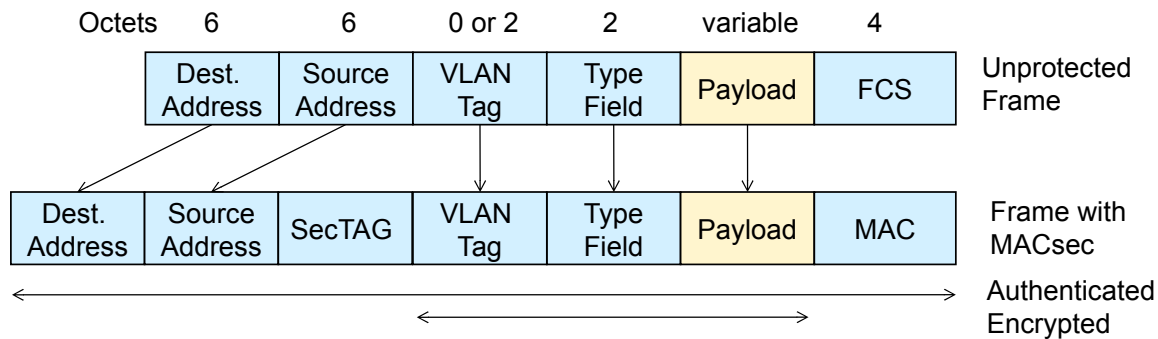 Octets 6 6 0 or 2 2 variable 4
Dest. Address Source Address VLAN Tag Type Field Payload FCS Unprotected Frame
Dest. Address Source Address SecTAG VLAN Tag Type Field Payload MAC Frame with MACsec
Authenticated
Encrypted